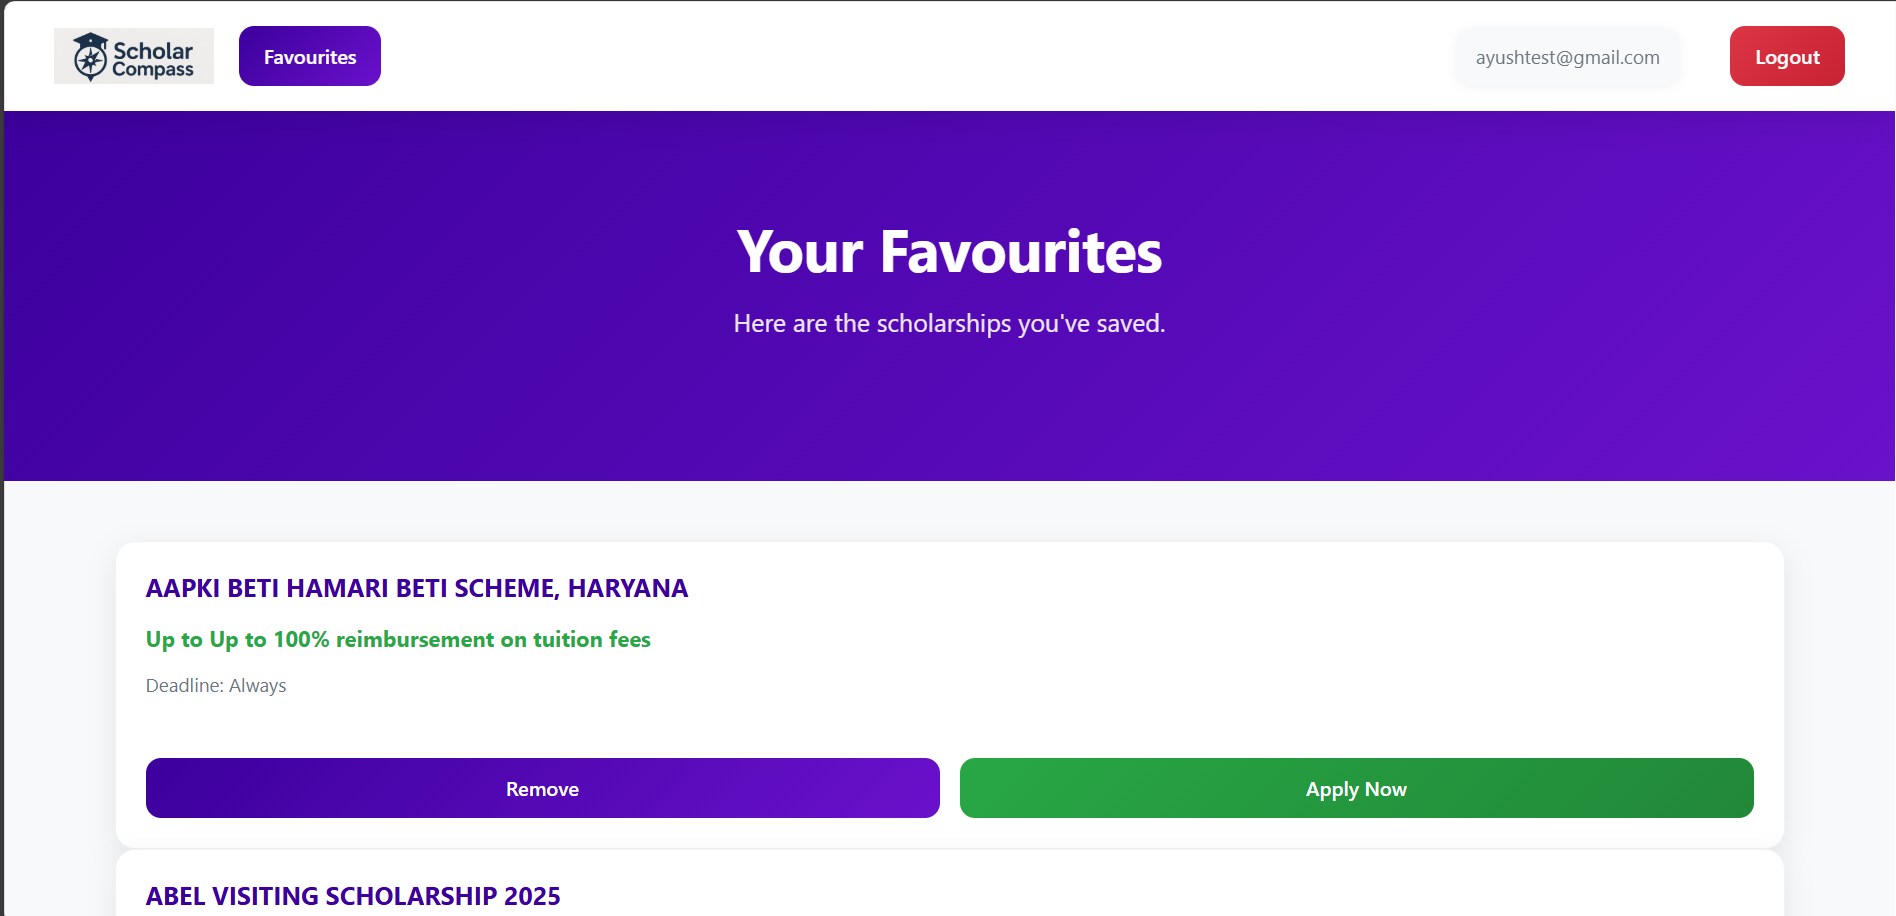 Scholar
Compass
Favourites
ayushtest@gmail.com
Logout
Your Favourites
Here are the scholarships you've saved.
AAPKI BETI HAMARI BETI SCHEME, HARYANA
Up to Up to 100% reimbursement on tuition fees
Deadline: Always
Remove
Apply Now
ABEL VISITING SCHOLARSHIP 2025